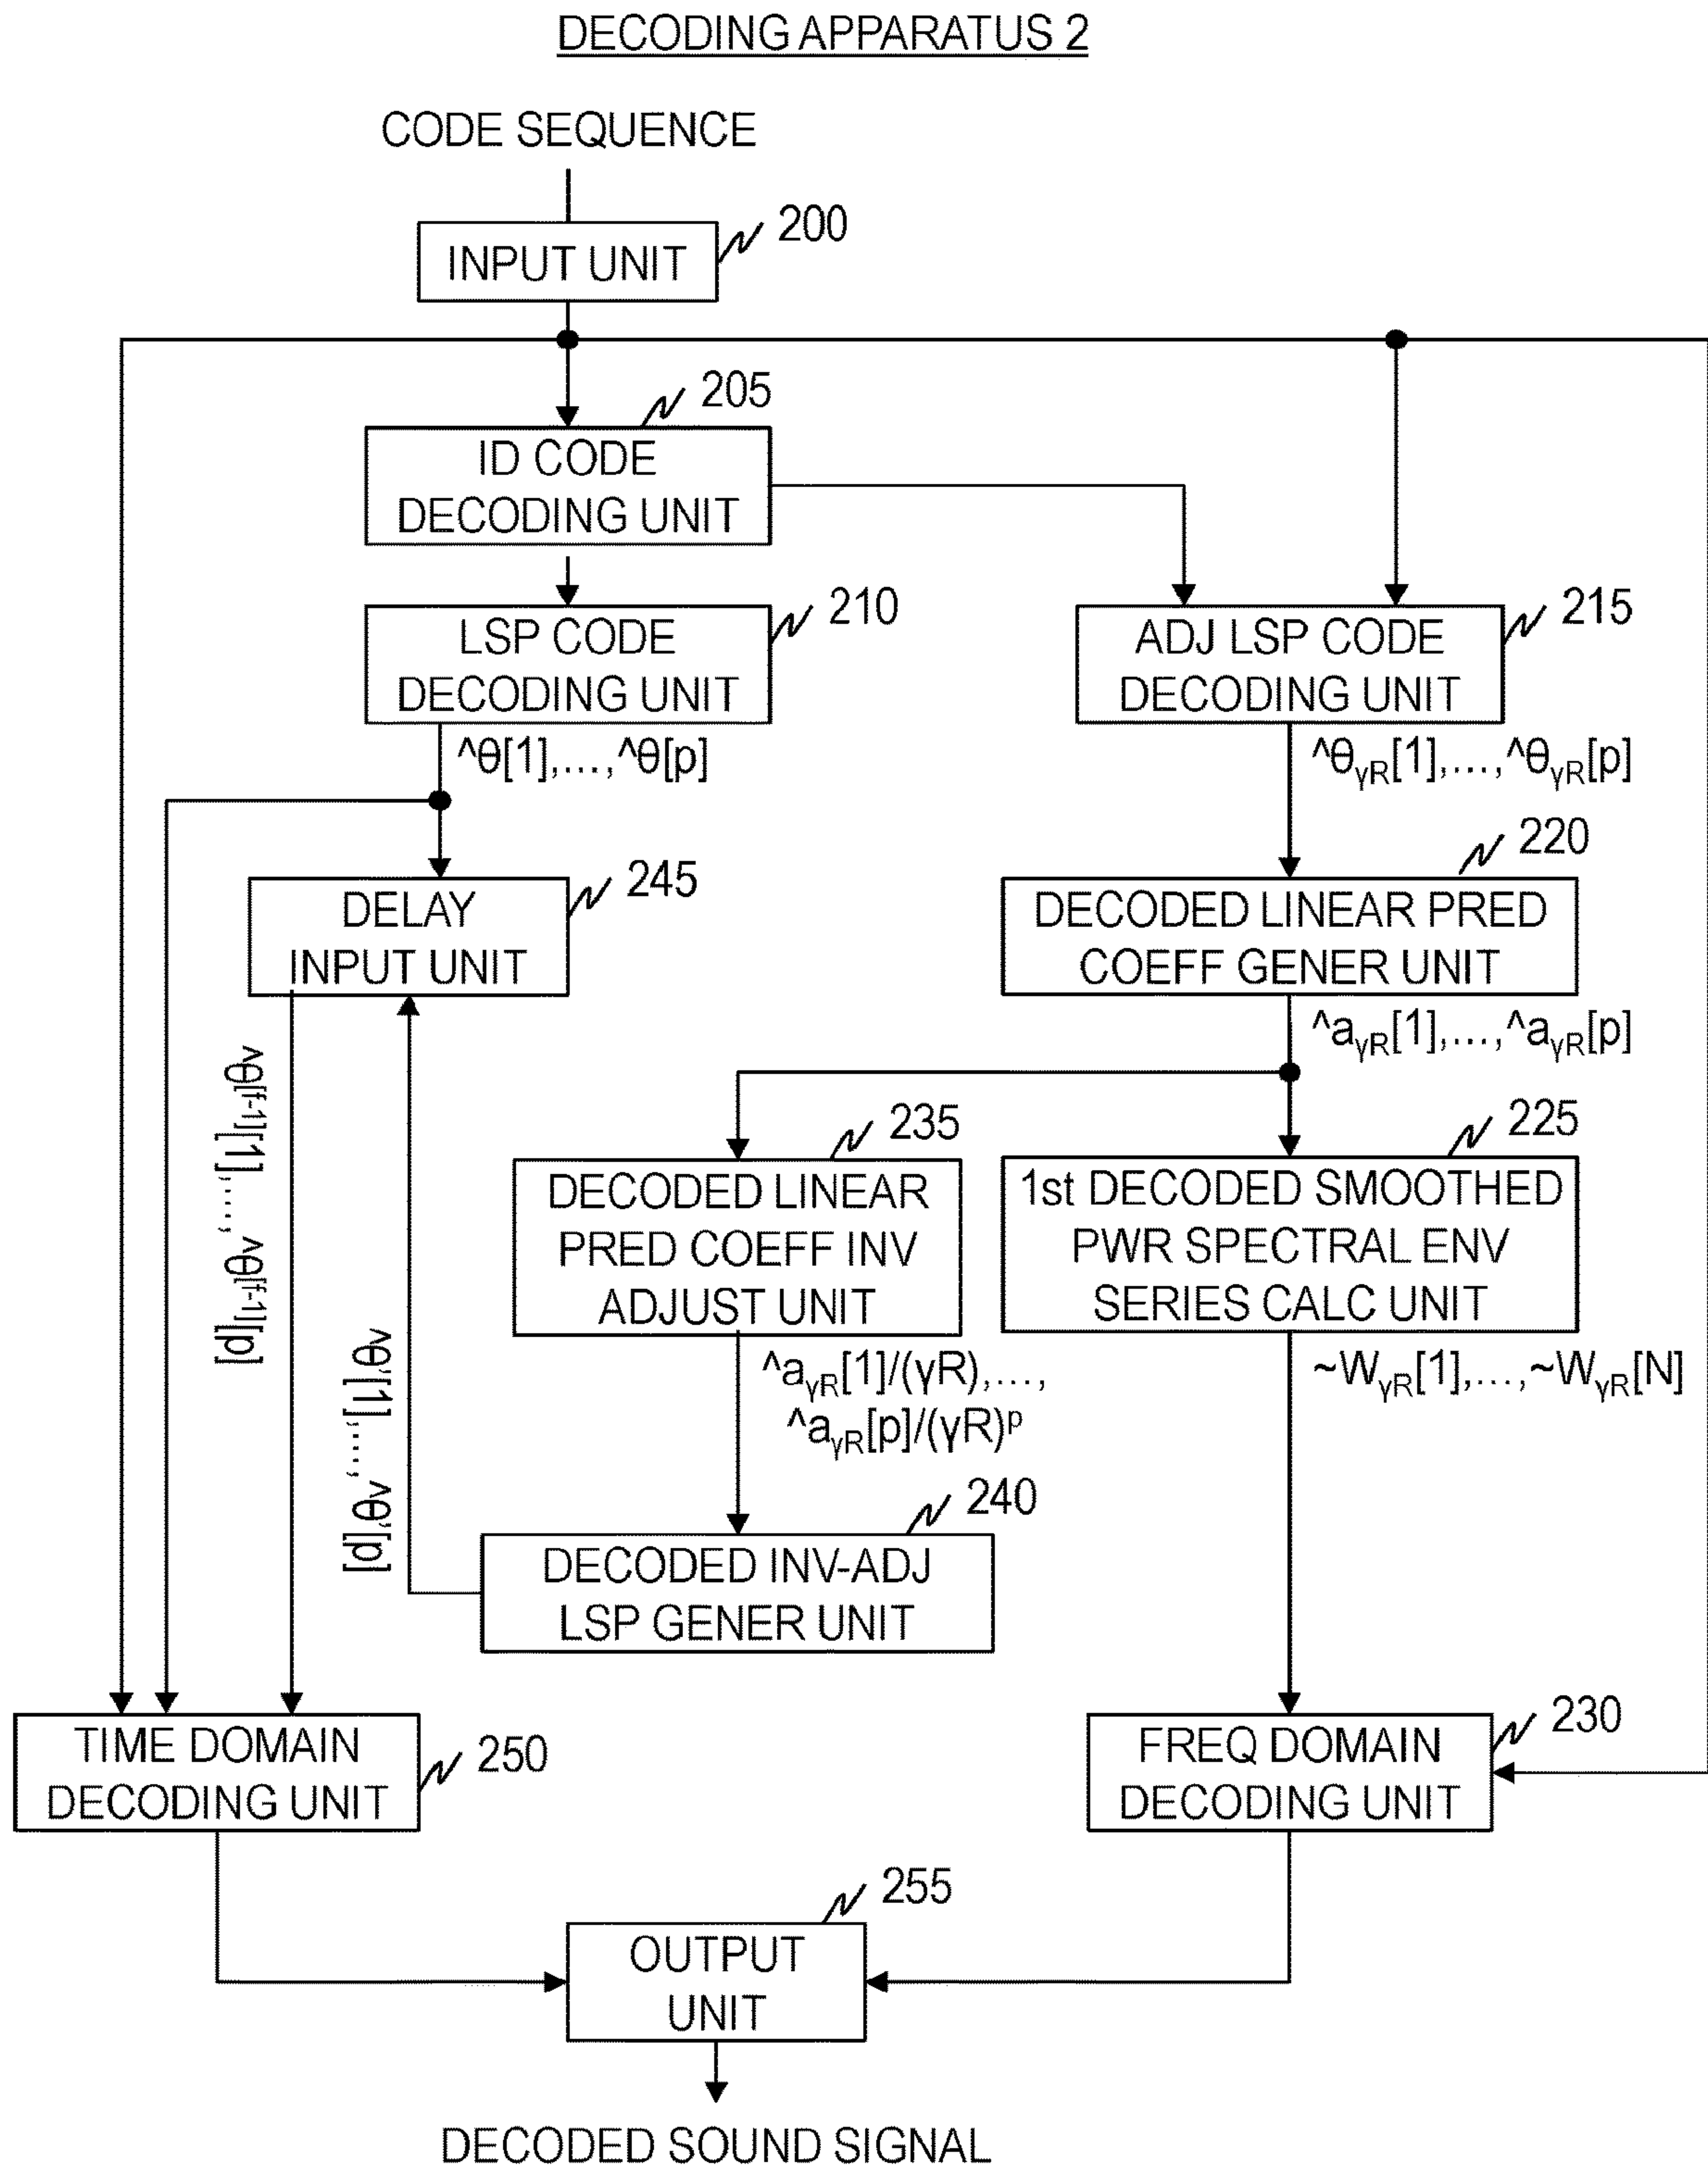 DECODING APPARATUS 2
CODE SEQUENCE
200
INPUT UNIT
205
ID CODE
DECODING UNIT
210
LSP CODE
DECODING UNIT
215
ADJ LSP CODE
DECODING UNIT
^θ[1],...,^θ[p]
^θγR[1],...,^θγR[p]
245
DELAY
INPUT UNIT
220
DECODED LINEAR PRED
COEFF GENER UNIT
^aγR[1],...,^aγR[p]
^θ[f-1][1],...,^θ[f-1][p]
235
DECODED LINEAR
PRED COEFF INV
ADJUST UNIT
225
1st DECODED SMOOTHED
PWR SPECTRAL ENV
SERIES CALC UNIT
^θ'[1],...,^θ'[p]
^aγR[1]/(γR),...,
^aγR[p]/(γR)ᵖ
~WγR[1],...,~WγR[N]
240
DECODED INV-ADJ
LSP GENER UNIT
TIME DOMAIN
DECODING UNIT
250
FREQ DOMAIN
DECODING UNIT
230
255
OUTPUT
UNIT
DECODED SOUND SIGNAL